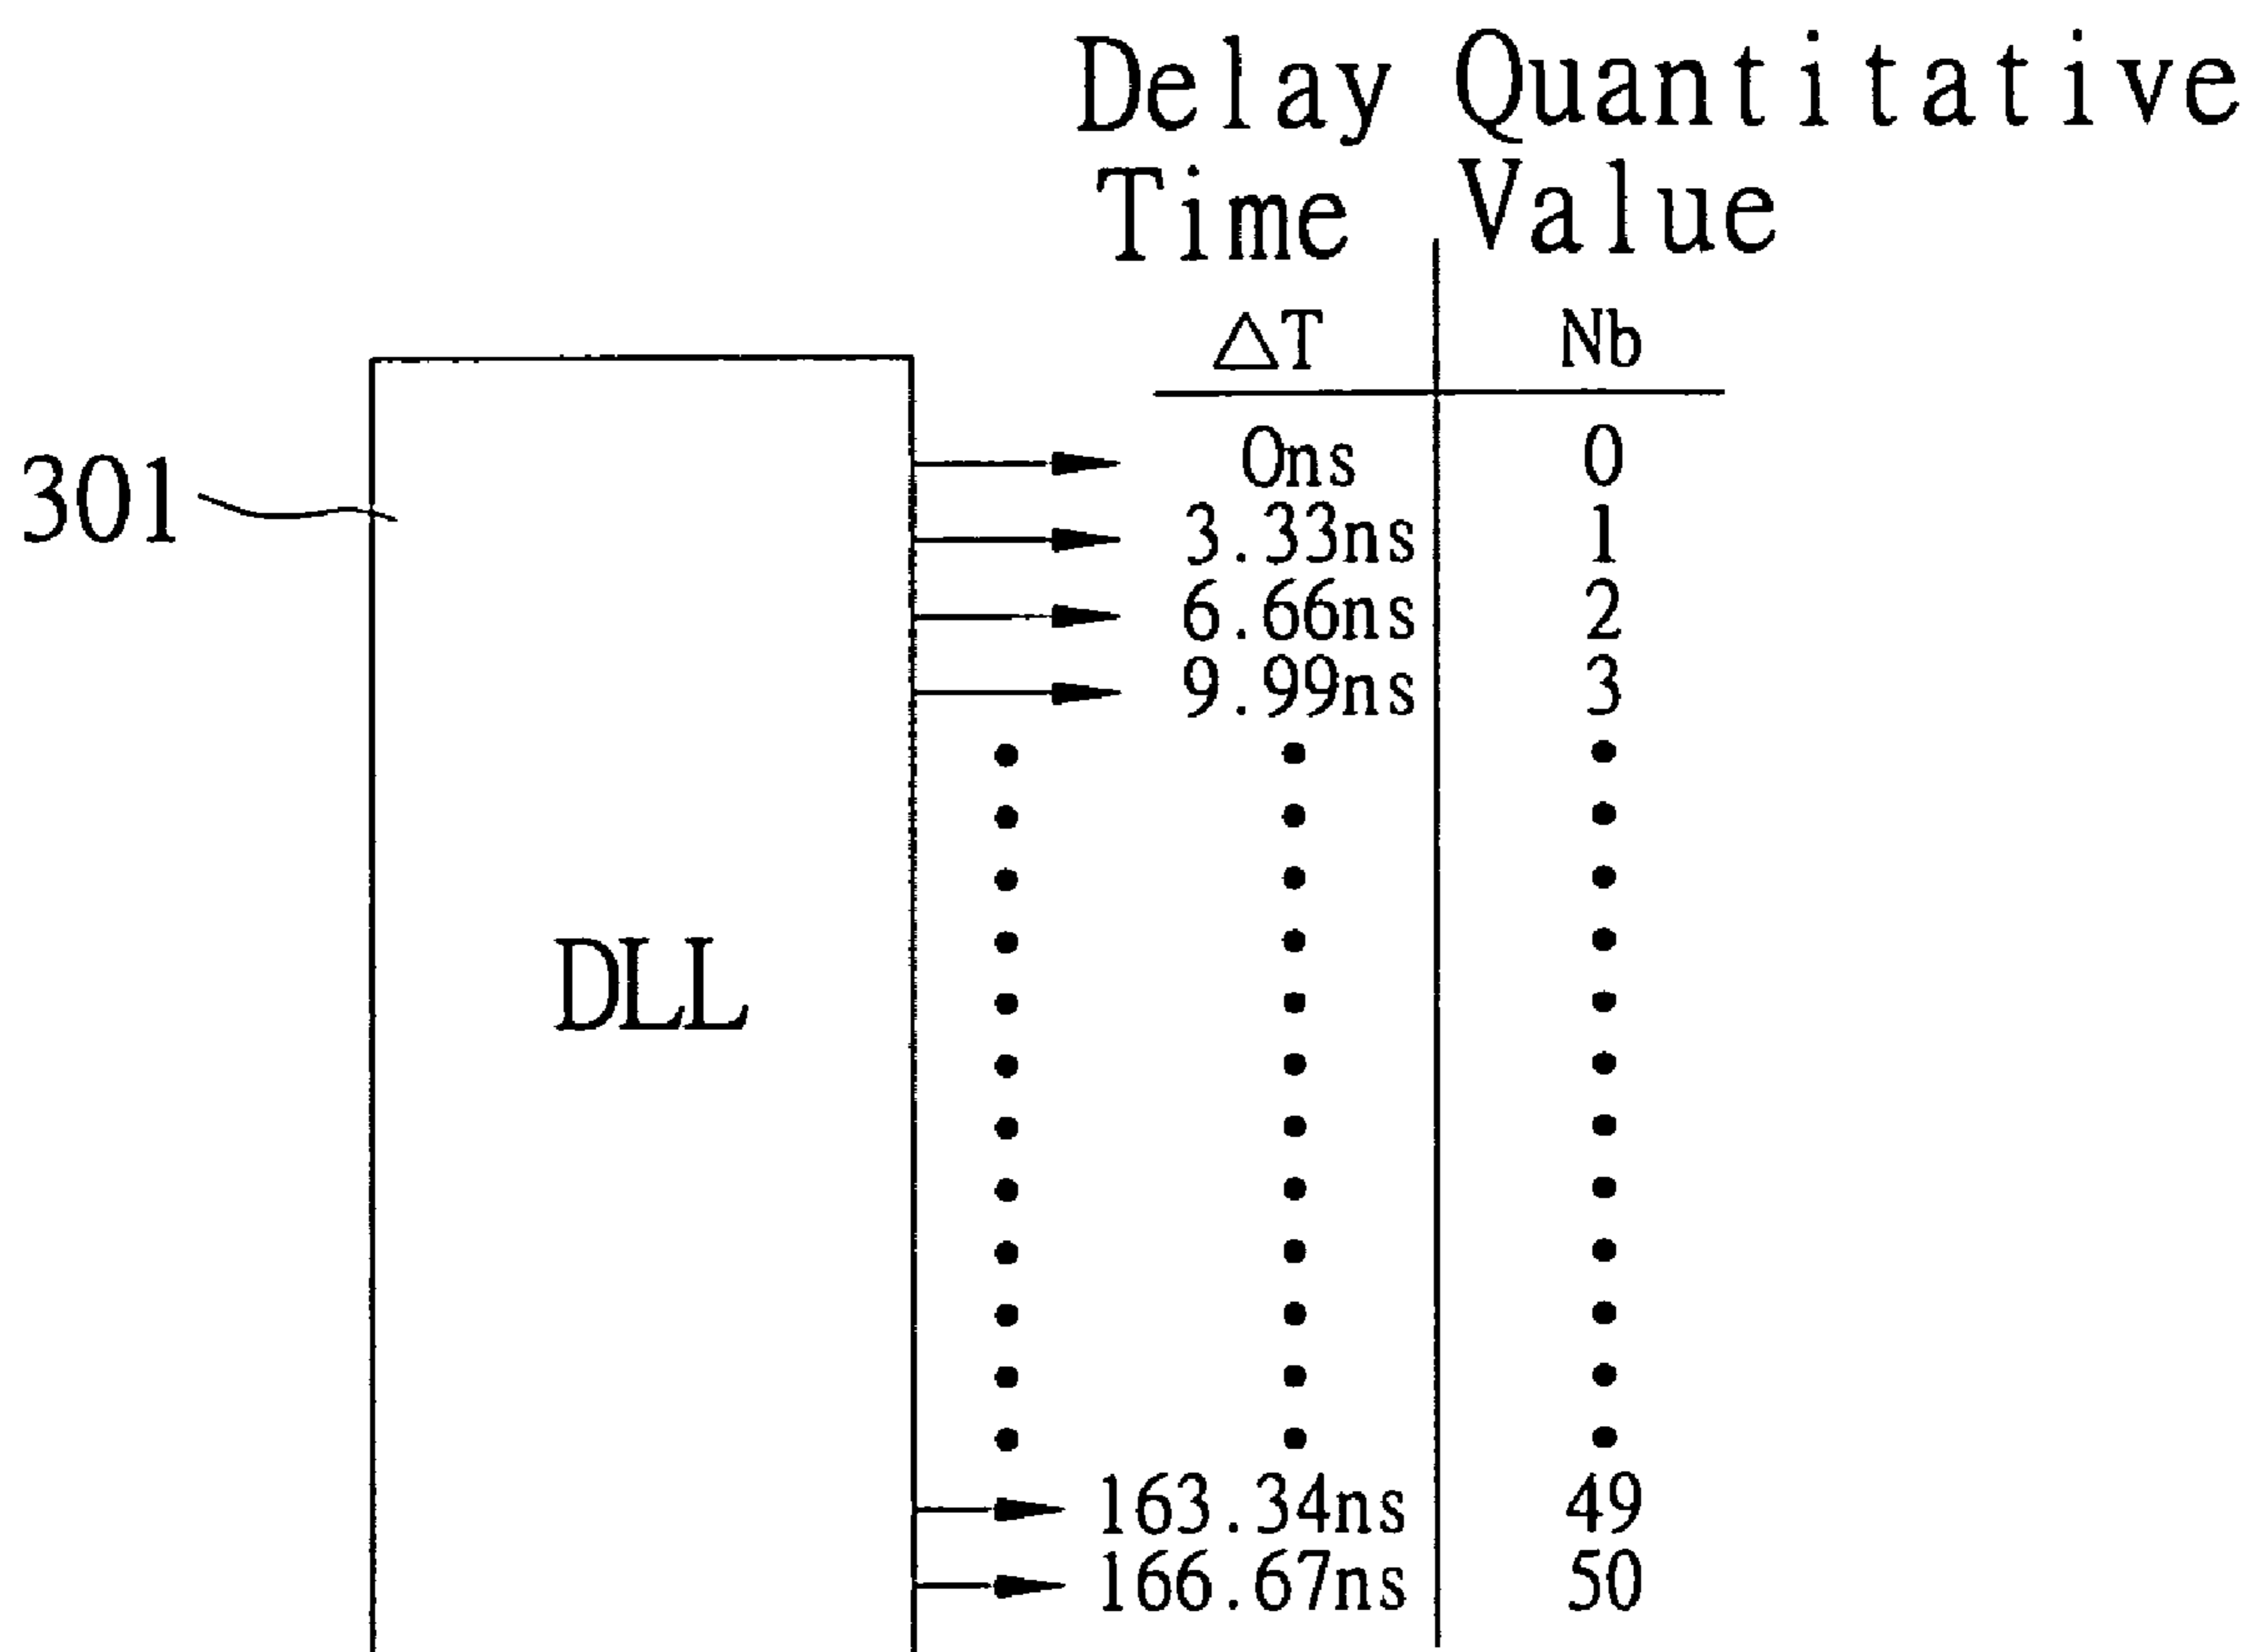 Delay Quantitative
Time Value
△T Nb
301
0ns 0
3.33ns 1
6.66ns 2
9.99ns 3
DLL
163.34ns 49
166.67ns 50